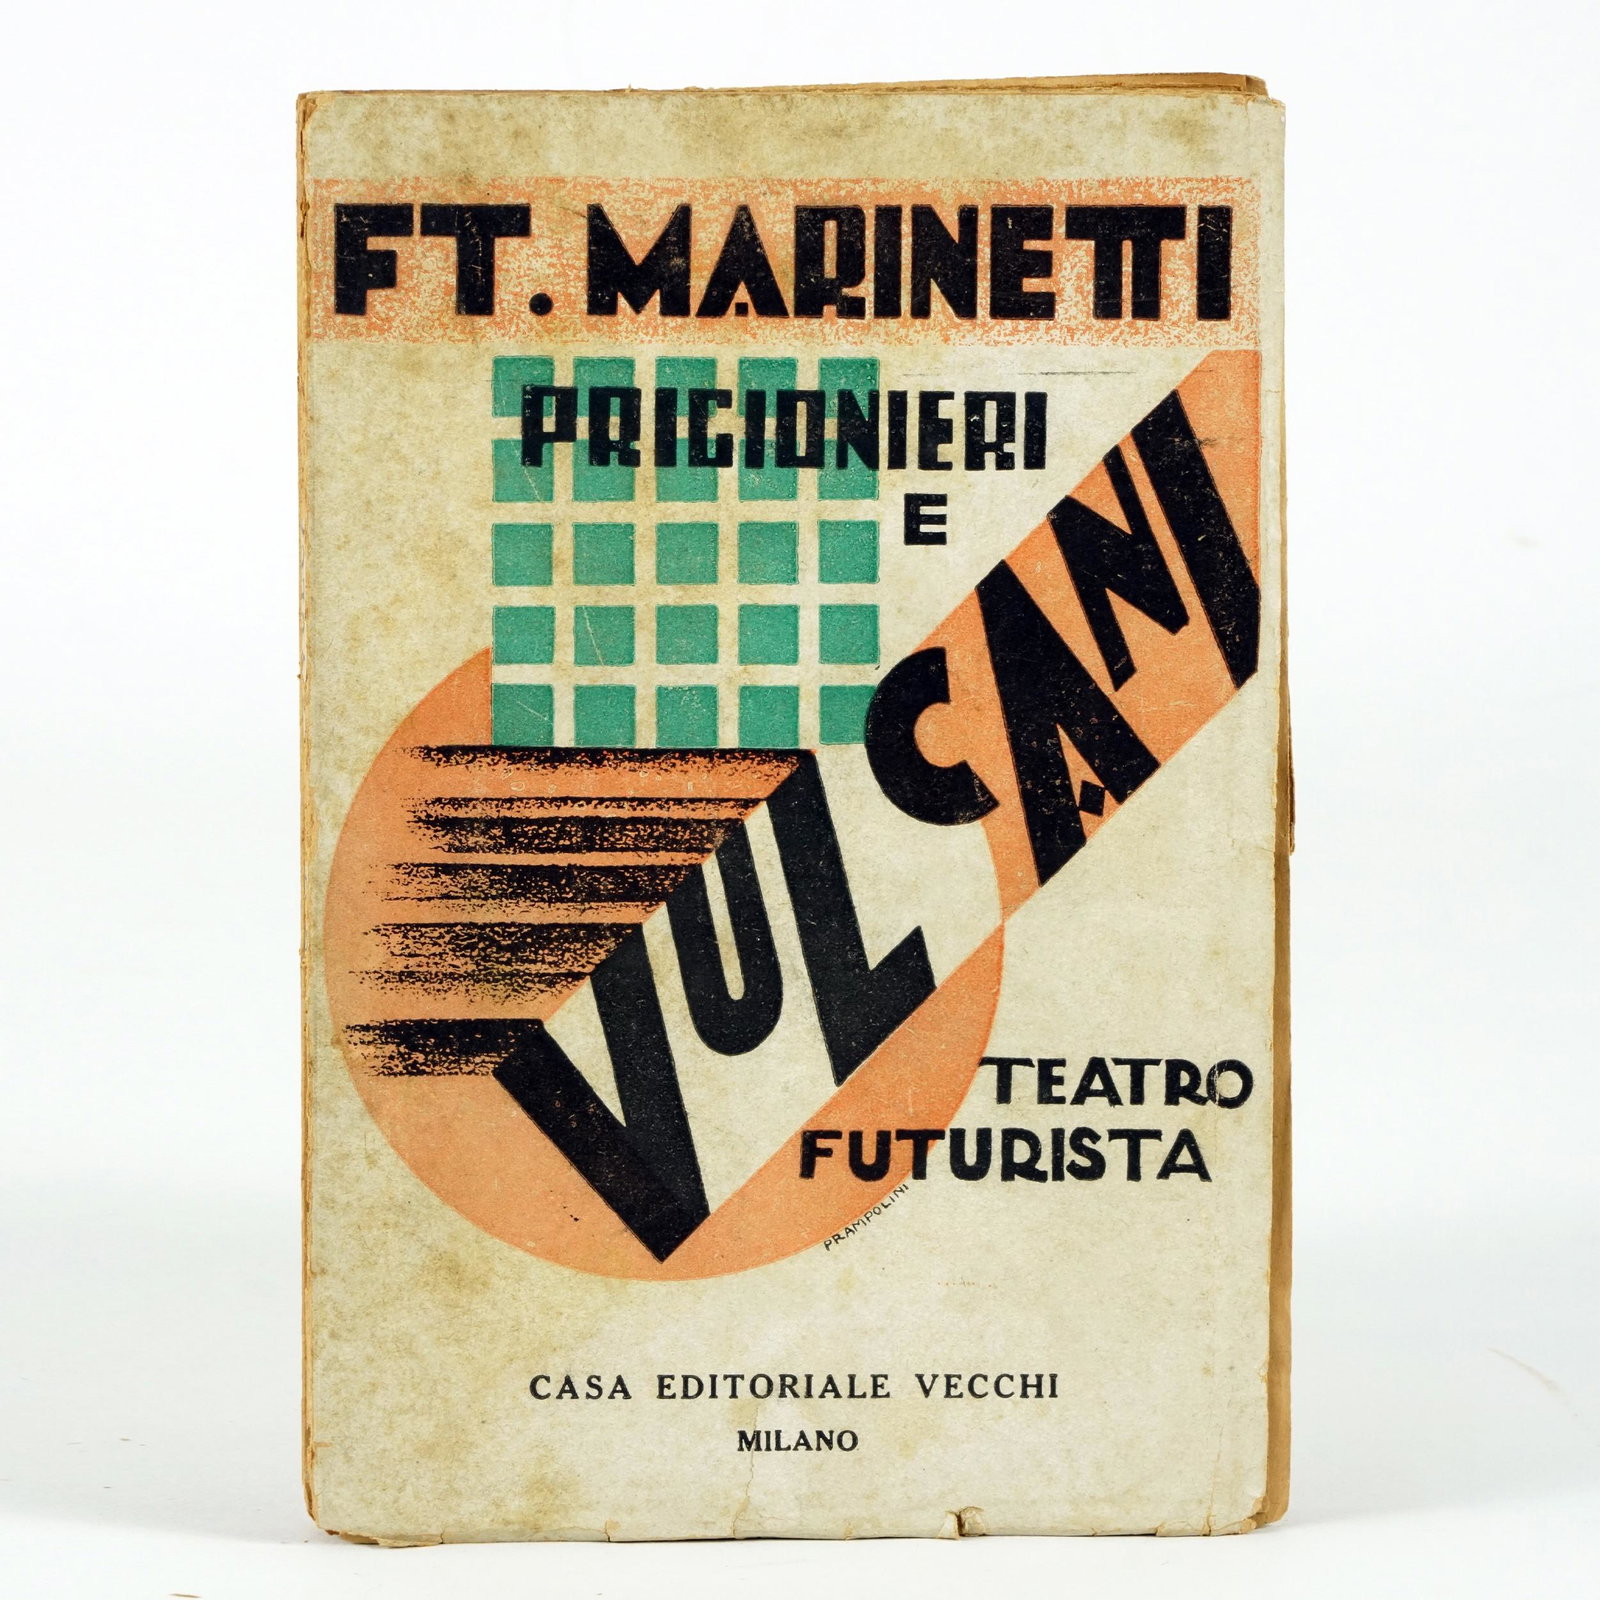 FT. MARINETTI
PRIGIONIERI
E
VULCANI
TEATRO
FUTURISTA
PRAMPOLINI
CASA EDITORIALE VECCHI
MILANO